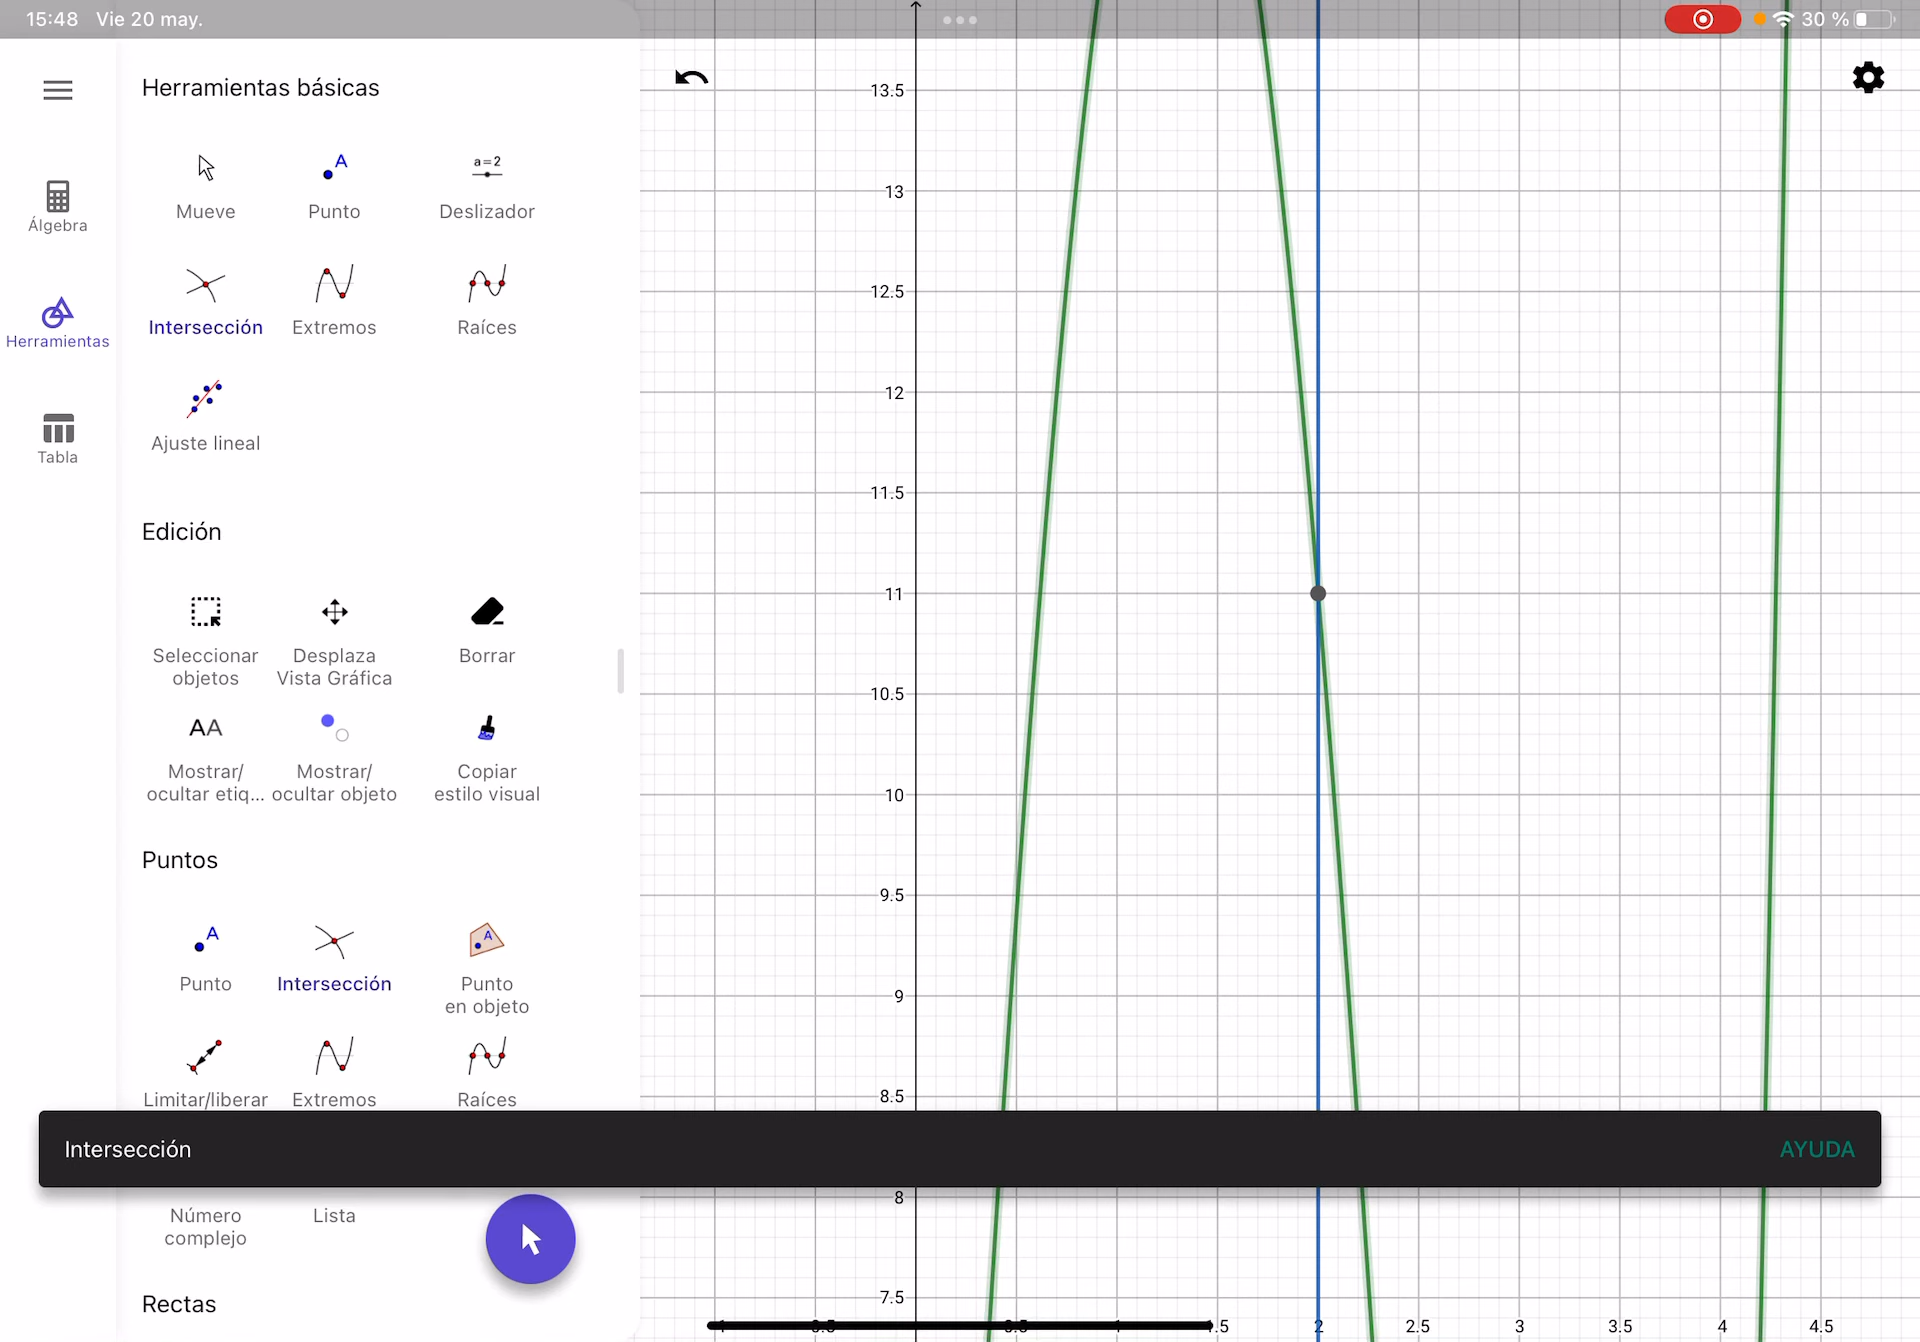 15:48 Vie 20 may.
30 %
Herramientas básicas
Álgebra
Herramientas
Tabla
A
a=2
Mueve Punto Deslizador
Intersección Extremos Raíces
Ajuste lineal
Edición
Seleccionar objetos
Desplaza Vista Gráfica
Borrar
AA
Mostrar/ ocultar etiq...
Mostrar/ ocultar objeto
Copiar estilo visual
Puntos
A
A
Punto Intersección
Punto en objeto
Limitar/liberar Extremos Raíces
Intersección AYUDA
Número complejo
Lista
Rectas
13.5
13
12.5
12
11.5
11
10.5
10
9.5
9
8.5
8
7.5
2 2.5 3 3.5 4 4.5